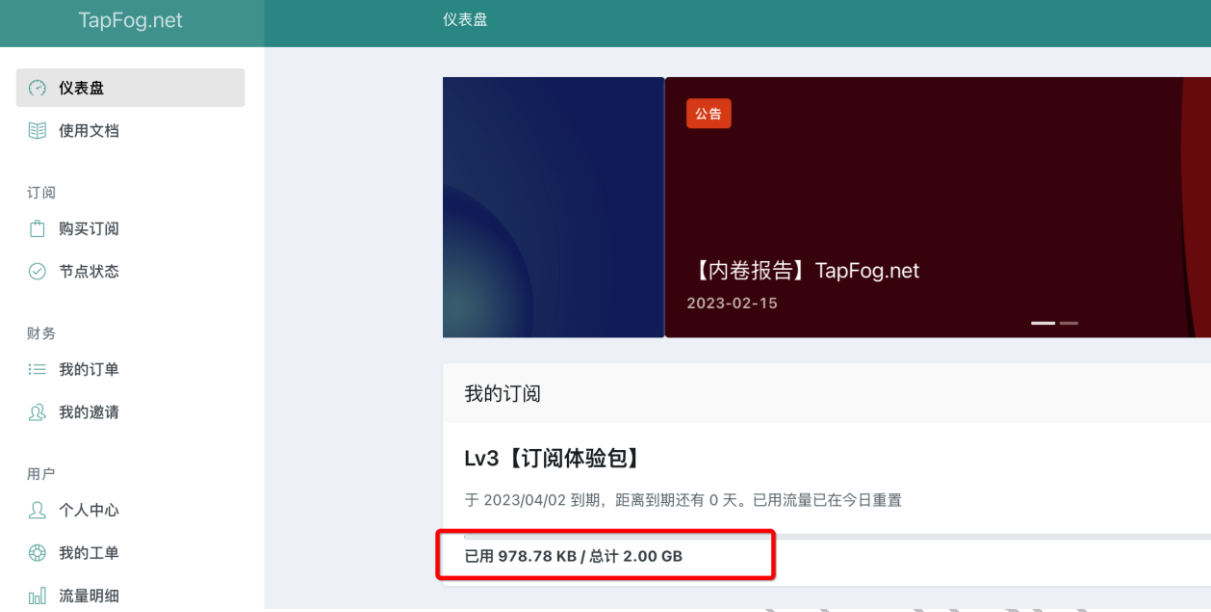 TapFog.net
仪表盘
仪表盘
使用文档
订阅
购买订阅
节点状态
财务
我的订单
我的邀请
用户
个人中心
我的工单
流量明细
公告
【内卷报告】TapFog.net
2023-02-15
我的订阅
Lv3【订阅体验包】
于 2023/04/02 到期，距离到期还有 0 天。已用流量已在今日重置
已用 978.78 KB / 总计 2.00 GB